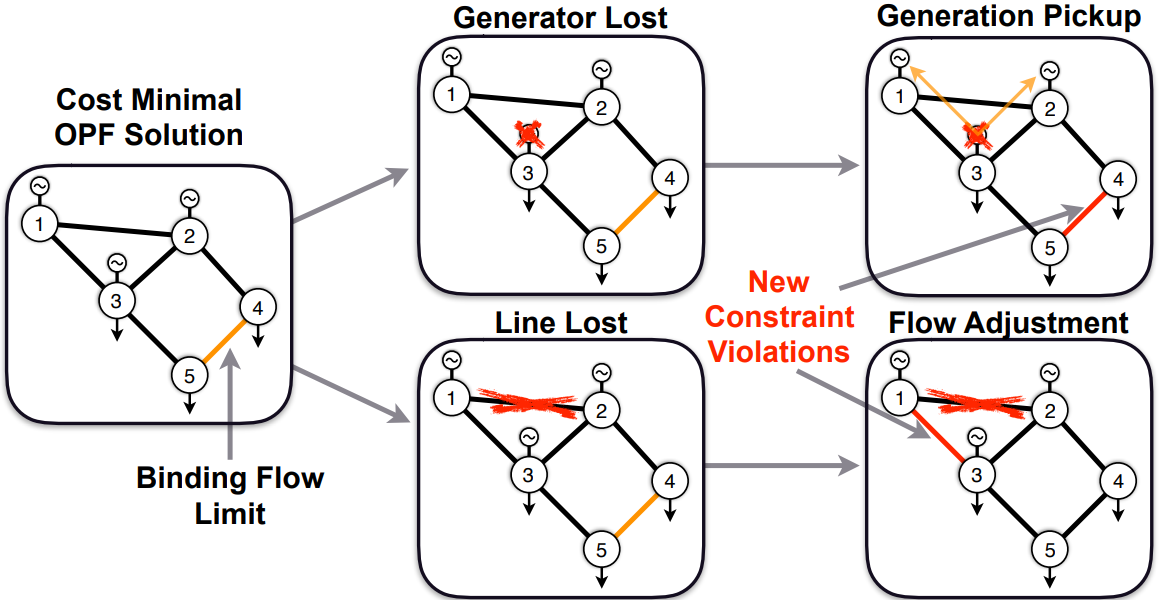 Generator Lost
Generation Pickup
Cost Minimal
OPF Solution
1
2
3
4
5
1
2
3
4
5
1
2
3
4
5
New
Constraint
Violations
Binding Flow
Limit
Line Lost
Flow Adjustment
1
2
3
4
5
1
2
3
4
5